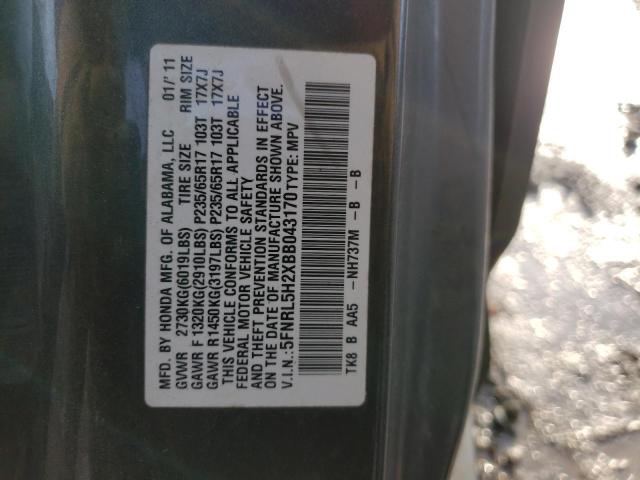 MFD. BY HONDA MFG. OF ALABAMA, LLC 01/'11
GVWR 2730KG(6019LBS) TIRE SIZE RIM SIZE
GAWR F 1320KG(2910LBS) P235/65R17 103T 17X7J
GAWR R 1450KG(3197LBS) P235/65R17 103T 17X7J
THIS VEHICLE CONFORMS TO ALL APPLICABLE
FEDERAL MOTOR VEHICLE SAFETY
AND THEFT PREVENTION STANDARDS IN EFFECT
ON THE DATE OF MANUFACTURE SHOWN ABOVE.
V.I.N.: 5FNRL5H2XBB043170 TYPE: MPV
TK8 B AA5 -NH737M -B -B